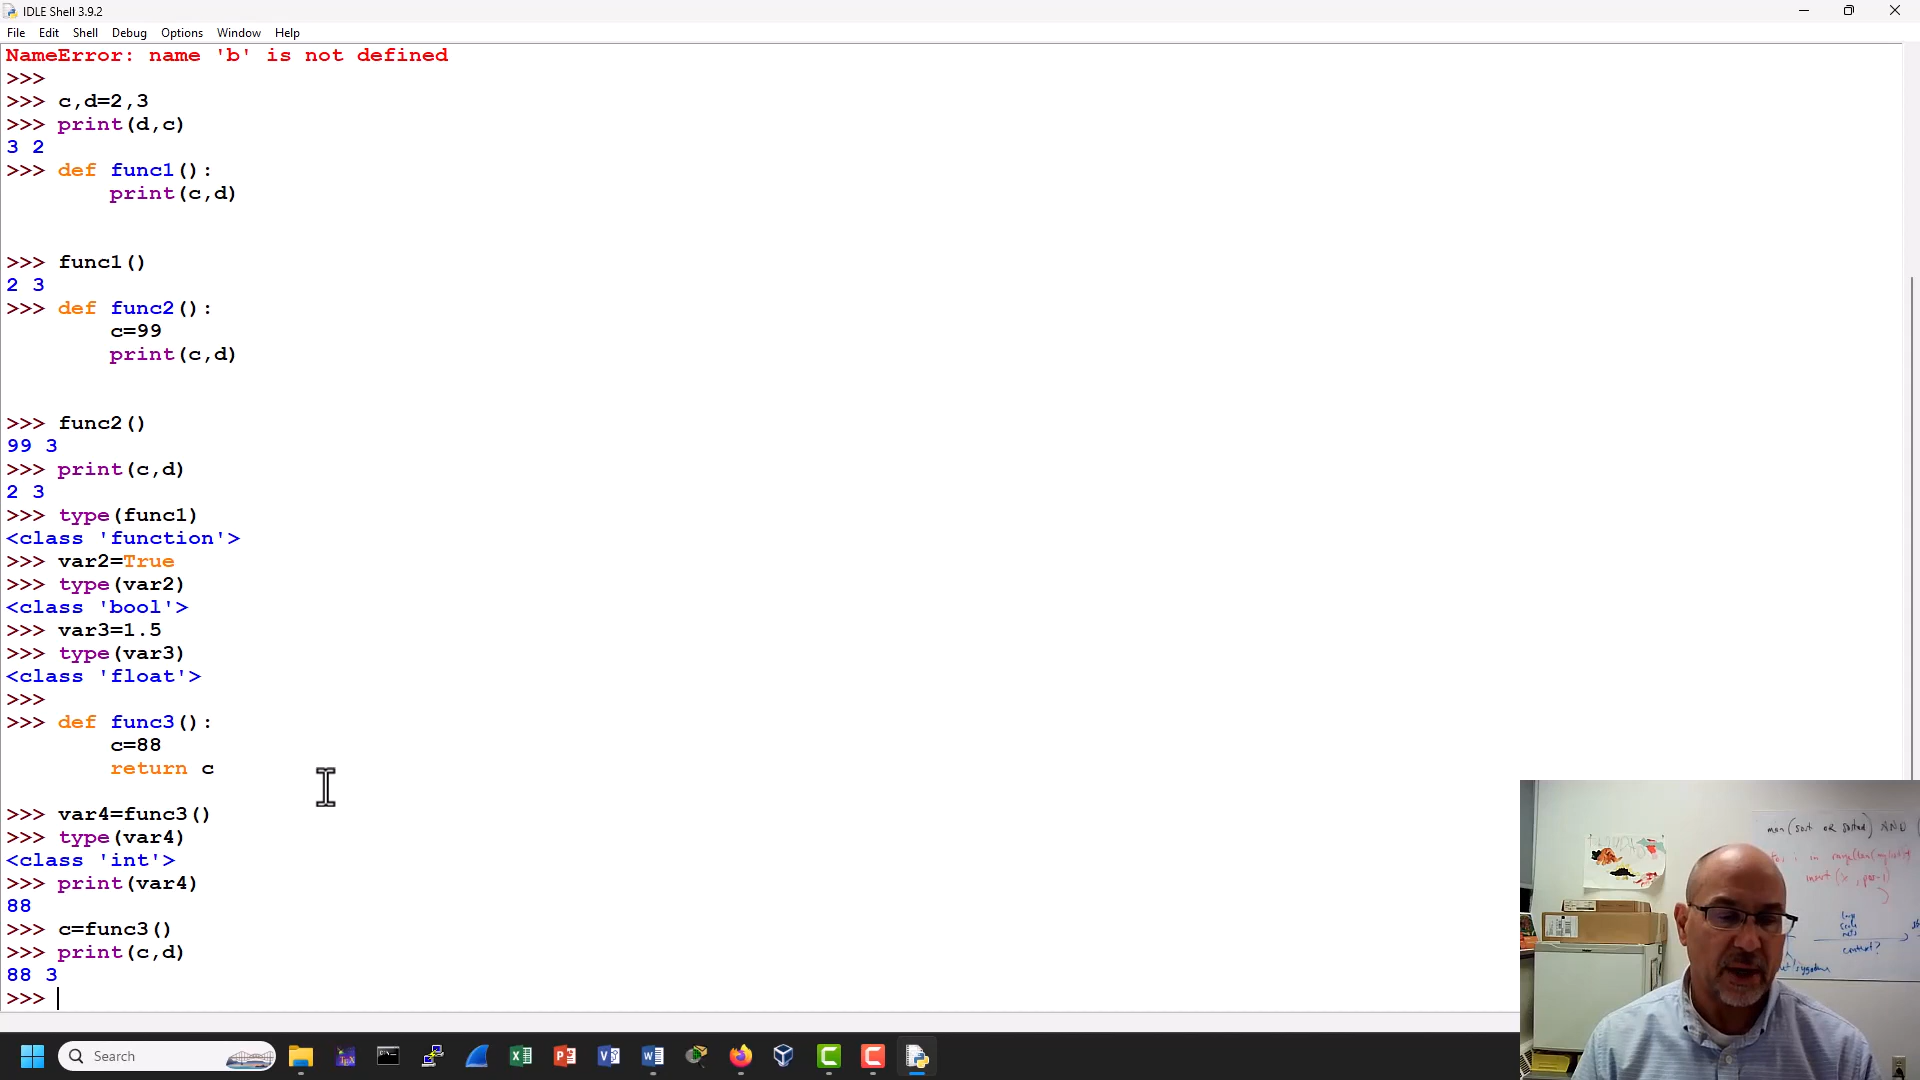 IDLE Shell 3.9.2
File Edit Shell Debug Options Window Help
NameError: name 'b' is not defined
>>>
>>> c,d=2,3
>>> print(d,c)
3 2
>>> def func1():
        print(c,d)
>>> func1()
2 3
>>> def func2():
        c=99
        print(c,d)
>>> func2()
99 3
>>> print(c,d)
2 3
>>> type(func1)
<class 'function'>
>>> var2=True
>>> type(var2)
<class 'bool'>
>>> var3=1.5
>>> type(var3)
<class 'float'>
>>>
>>> def func3():
        c=88
        return c
>>> var4=func3()
>>> type(var4)
<class 'int'>
>>> print(var4)
88
>>> c=func3()
>>> print(c,d)
88 3
>>>
Search